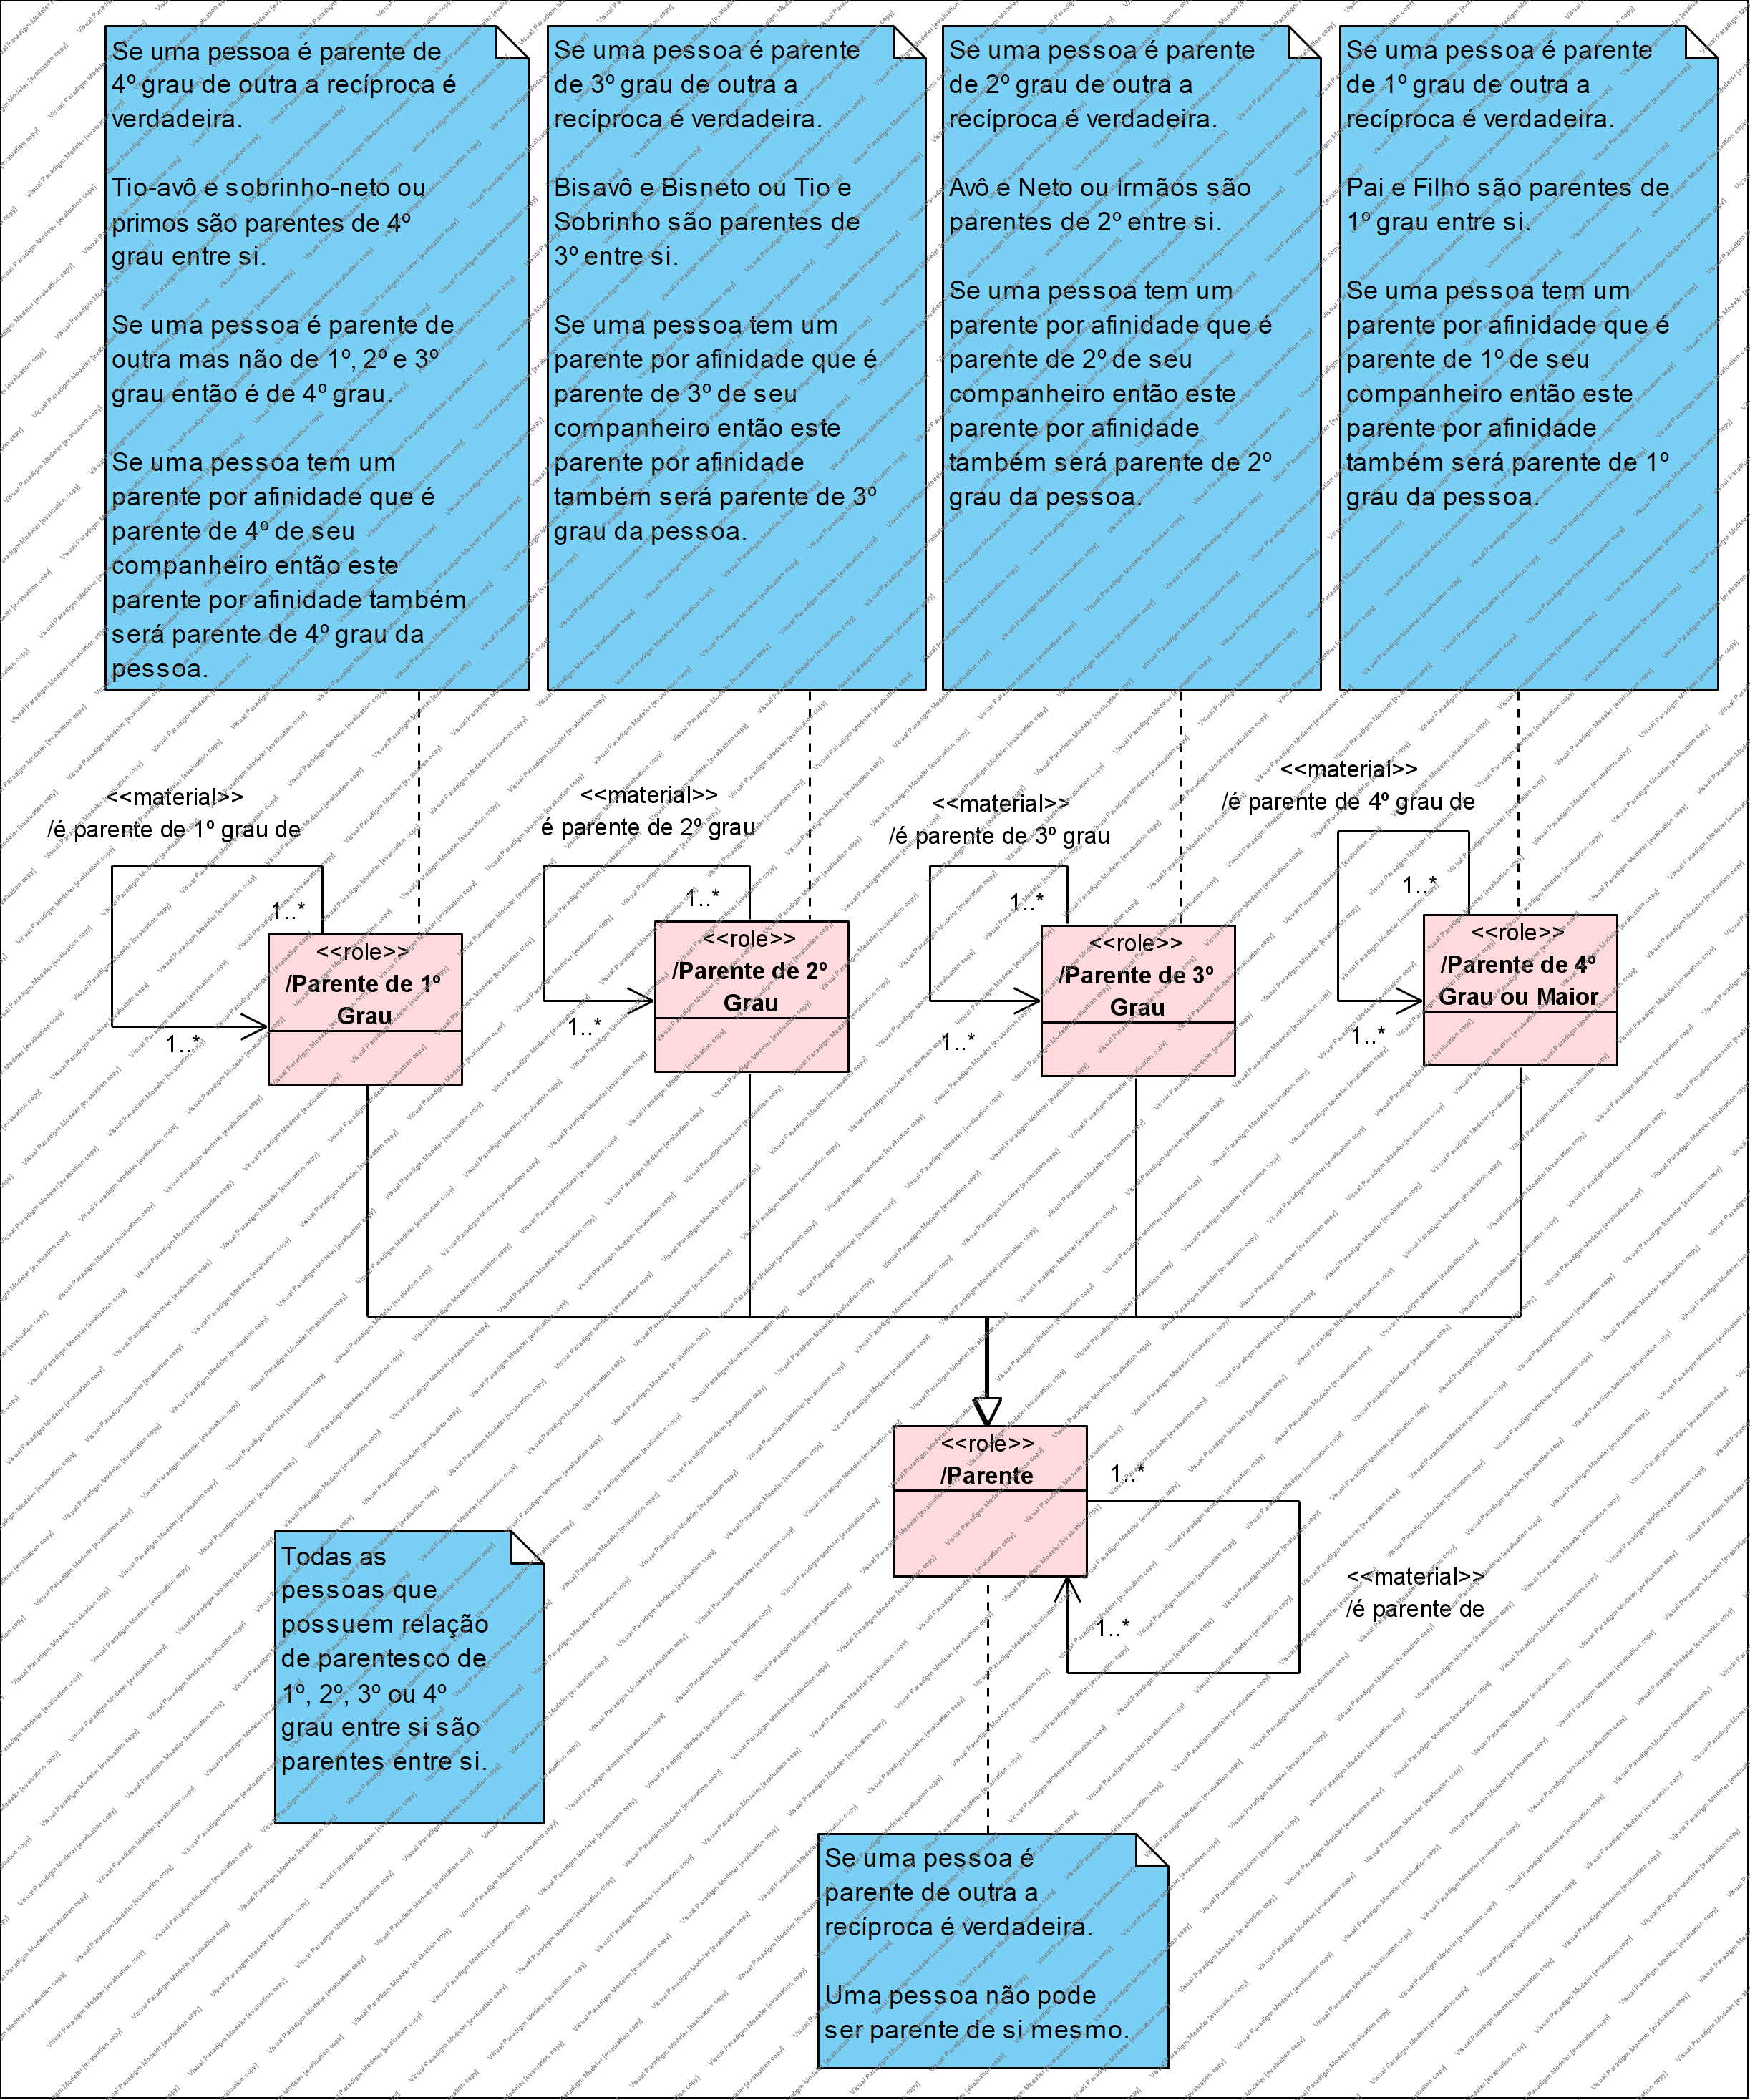 Se uma pessoa é parente de
4º grau de outra a recíproca é
verdadeira.
Tio-avô e sobrinho-neto ou
primos são parentes de 4º
grau entre si.
Se uma pessoa é parente de
outra mas não de 1º, 2º e 3º
grau então é de 4º grau.
Se uma pessoa tem um
parente por afinidade que é
parente de 4º de seu
companheiro então este
parente por afinidade também
será parente de 4º grau da
pessoa.
Se uma pessoa é parente
de 3º grau de outra a
recíproca é verdadeira.
Bisavô e Bisneto ou Tio e
Sobrinho são parentes de
3º entre si.
Se uma pessoa tem um
parente por afinidade que é
parente de 3º de seu
companheiro então este
parente por afinidade
também será parente de 3º
grau da pessoa.
Se uma pessoa é parente
de 2º grau de outra a
recíproca é verdadeira.
Avô e Neto ou Irmãos são
parentes de 2º entre si.
Se uma pessoa tem um
parente por afinidade que é
parente de 2º de seu
companheiro então este
parente por afinidade
também será parente de 2º
grau da pessoa.
Se uma pessoa é parente
de 1º grau de outra a
recíproca é verdadeira.
Pai e Filho são parentes de
1º grau entre si.
Se uma pessoa tem um
parente por afinidade que é
parente de 1º de seu
companheiro então este
parente por afinidade
também será parente de 1º
grau da pessoa.
<<material>>
/é parente de 1º grau de
1..*
1..*
<<role>>
/Parente de 1º
Grau
<<material>>
é parente de 2º grau
1..*
1..*
<<role>>
/Parente de 2º
Grau
<<material>>
/é parente de 3º grau
1..*
1..*
<<role>>
/Parente de 3º
Grau
<<material>>
/é parente de 4º grau de
1..*
1..*
<<role>>
/Parente de 4º
Grau ou Maior
<<role>>
/Parente
1..*
1..*
<<material>>
/é parente de
Todas as
pessoas que
possuem relação
de parentesco de
1º, 2º, 3º ou 4º
grau entre si são
parentes entre si.
Se uma pessoa é
parente de outra a
recíproca é verdadeira.
Uma pessoa não pode
ser parente de si mesmo.
Visual Paradigm Modeler [evaluation copy]